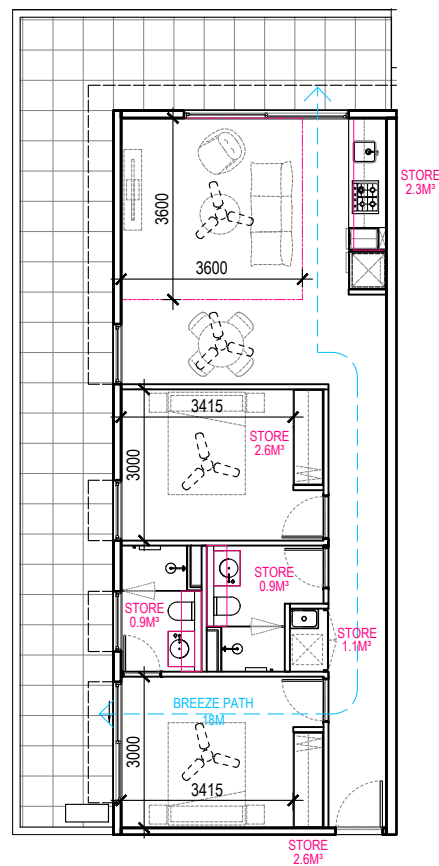 STORE
2.3M³
3600
3600
3415
STORE
2.6M³
3000
STORE
0.9M³
STORE
0.9M³
STORE
1.1M³
BREEZE PATH
18M
3000
3415
STORE
2.6M³